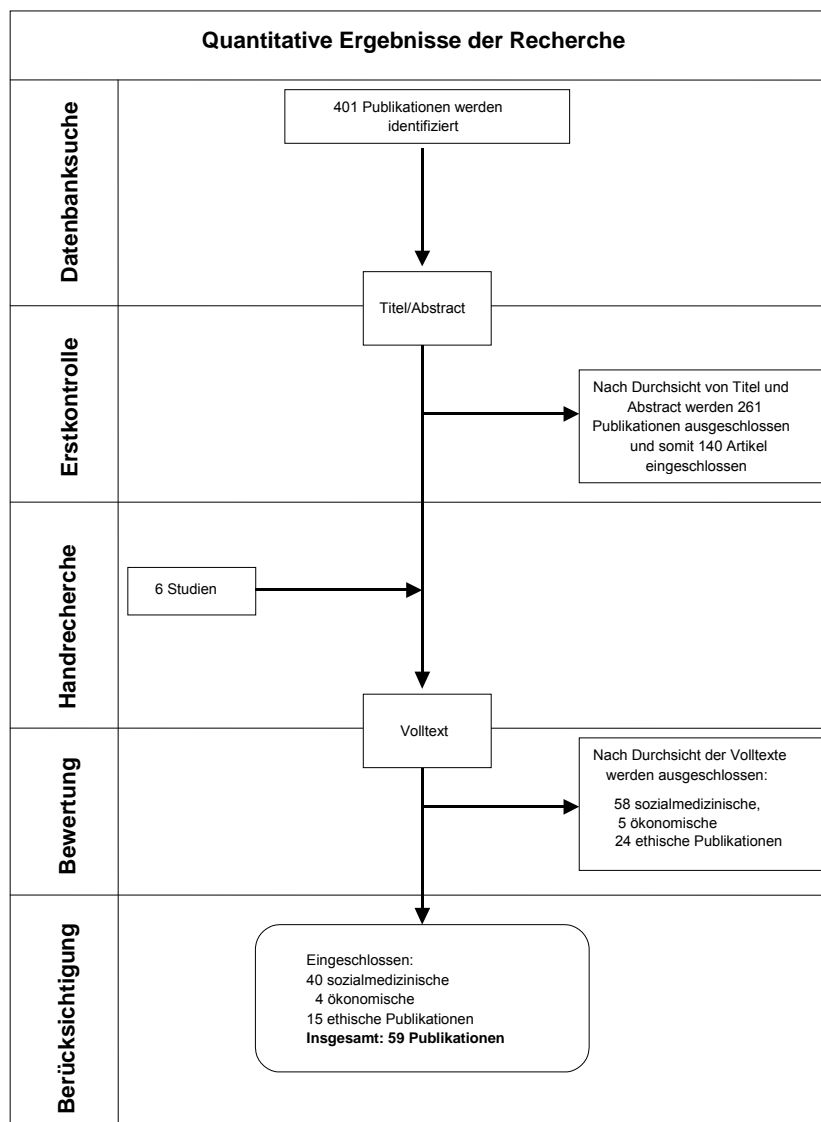 Quantitative Ergebnisse der Recherche
Datenbanksuche
401 Publikationen werden
identifiziert
Titel/Abstract
Erstkontrolle
Nach Durchsicht von Titel und
Abstract werden 261
Publikationen ausgeschlossen
und somit 140 Artikel
eingeschlossen
Handrecherche
6 Studien
Volltext
Bewertung
Nach Durchsicht der Volltexte
werden ausgeschlossen:
58 sozialmedizinische,
5 ökonomische
24 ethische Publikationen
Berücksichtigung
Eingeschlossen:
40 sozialmedizinische
4 ökonomische
15 ethische Publikationen
Insgesamt: 59 Publikationen